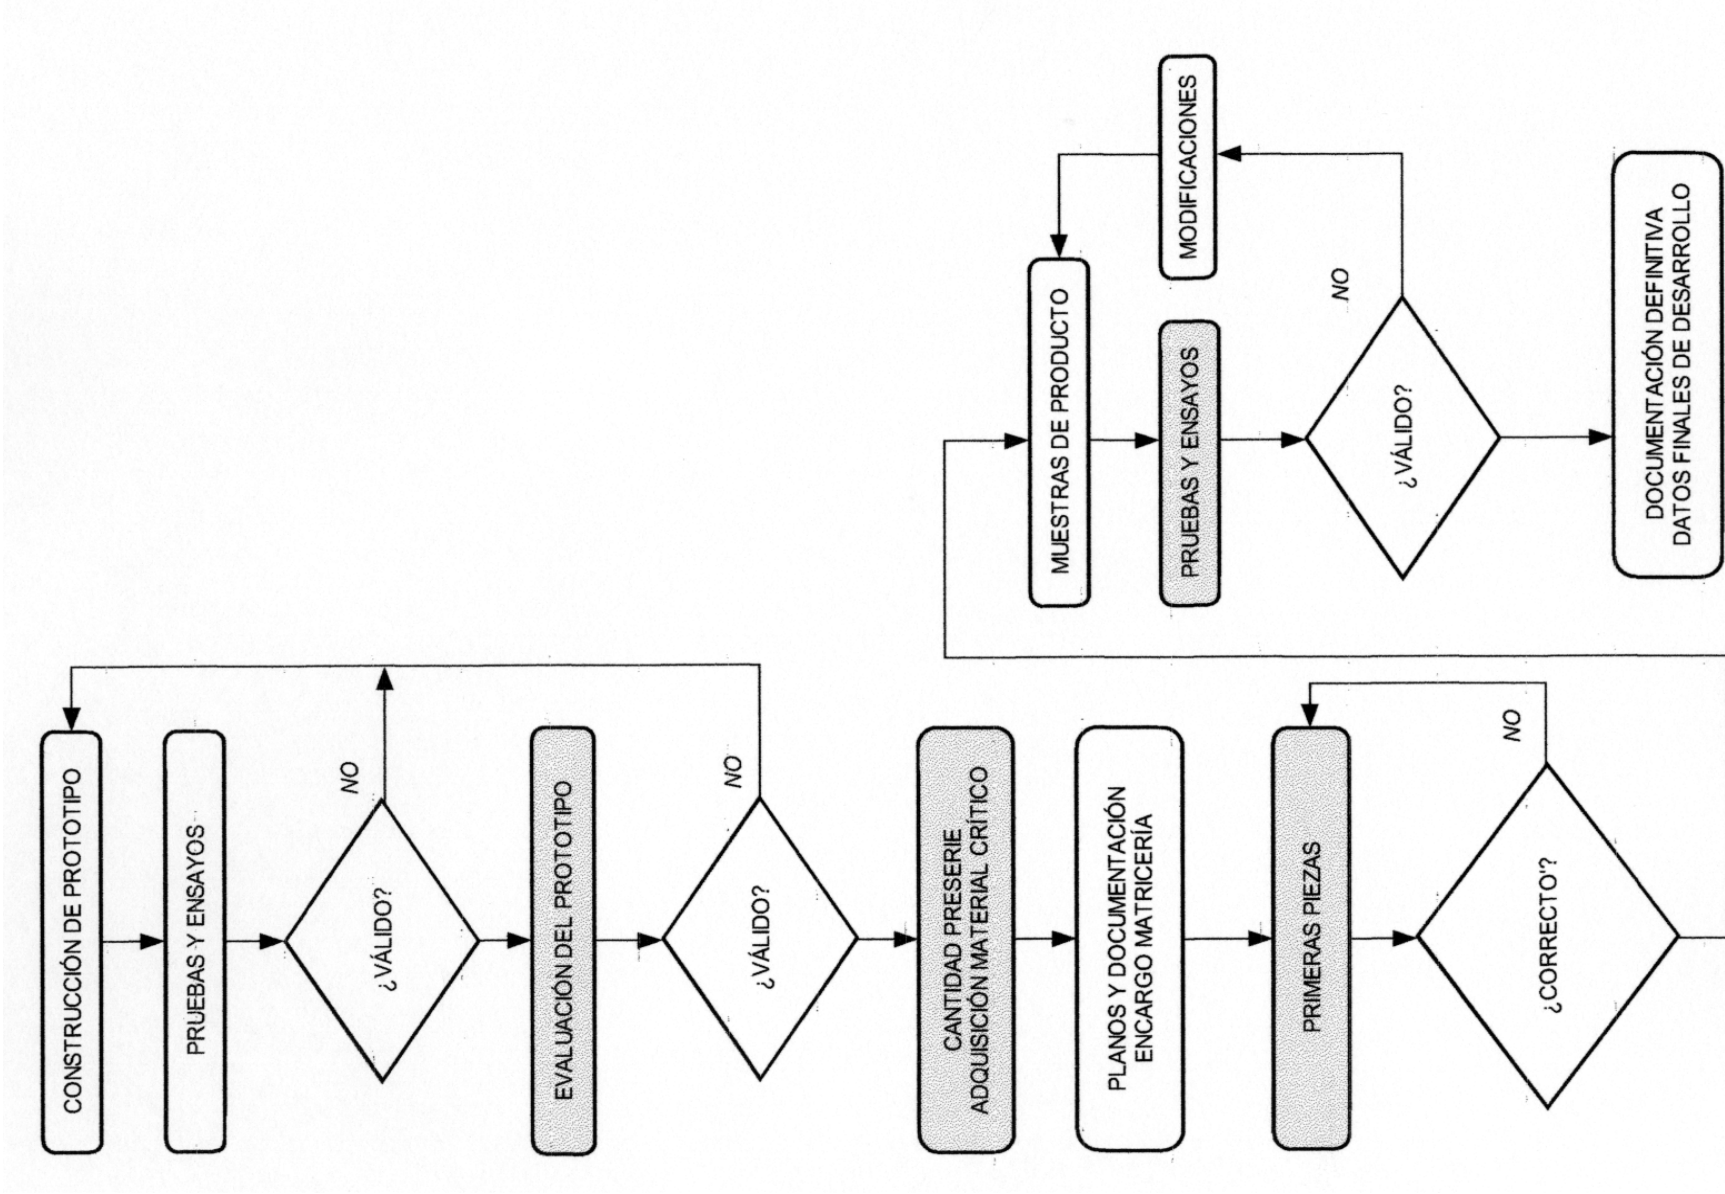 CONSTRUCCIÓN DE PROTOTIPO
PRUEBAS Y ENSAYOS
¿VÁLIDO?
NO
EVALUACIÓN DEL PROTOTIPO
¿VÁLIDO?
NO
CANTIDAD PRESERIE
ADQUISICIÓN MATERIAL CRÍTICO
PLANOS Y DOCUMENTACIÓN
ENCARGO MATRICERÍA
PRIMERAS PIEZAS
¿CORRECTO?
NO
MUESTRAS DE PRODUCTO
PRUEBAS Y ENSAYOS
MODIFICACIONES
¿VÁLIDO?
NO
DOCUMENTACIÓN DEFINITIVA
DATOS FINALES DE DESARROLLO